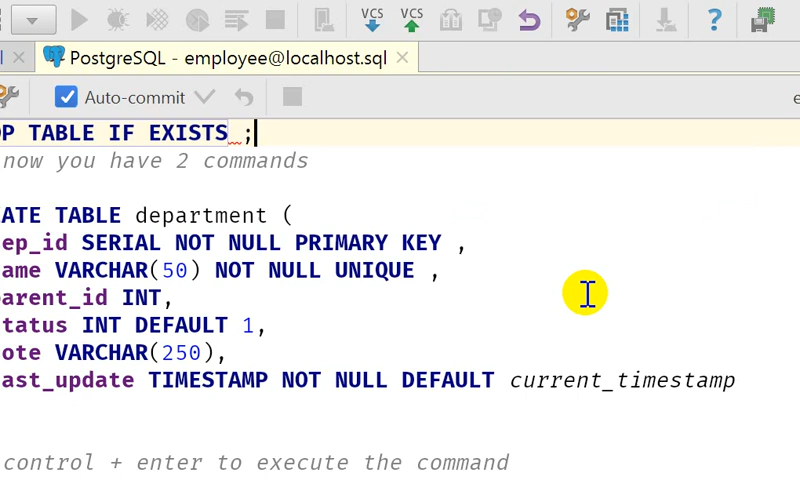 VCS VCS ?
PostgreSQL - employee@localhost.sql
Auto-commit
OP TABLE IF EXISTS ;
now you have 2 commands
ATE TABLE department (
ep_id SERIAL NOT NULL PRIMARY KEY ,
ame VARCHAR(50) NOT NULL UNIQUE ,
arent_id INT,
tatus INT DEFAULT 1,
ote VARCHAR(250),
ast_update TIMESTAMP NOT NULL DEFAULT current_timestamp
control + enter to execute the command